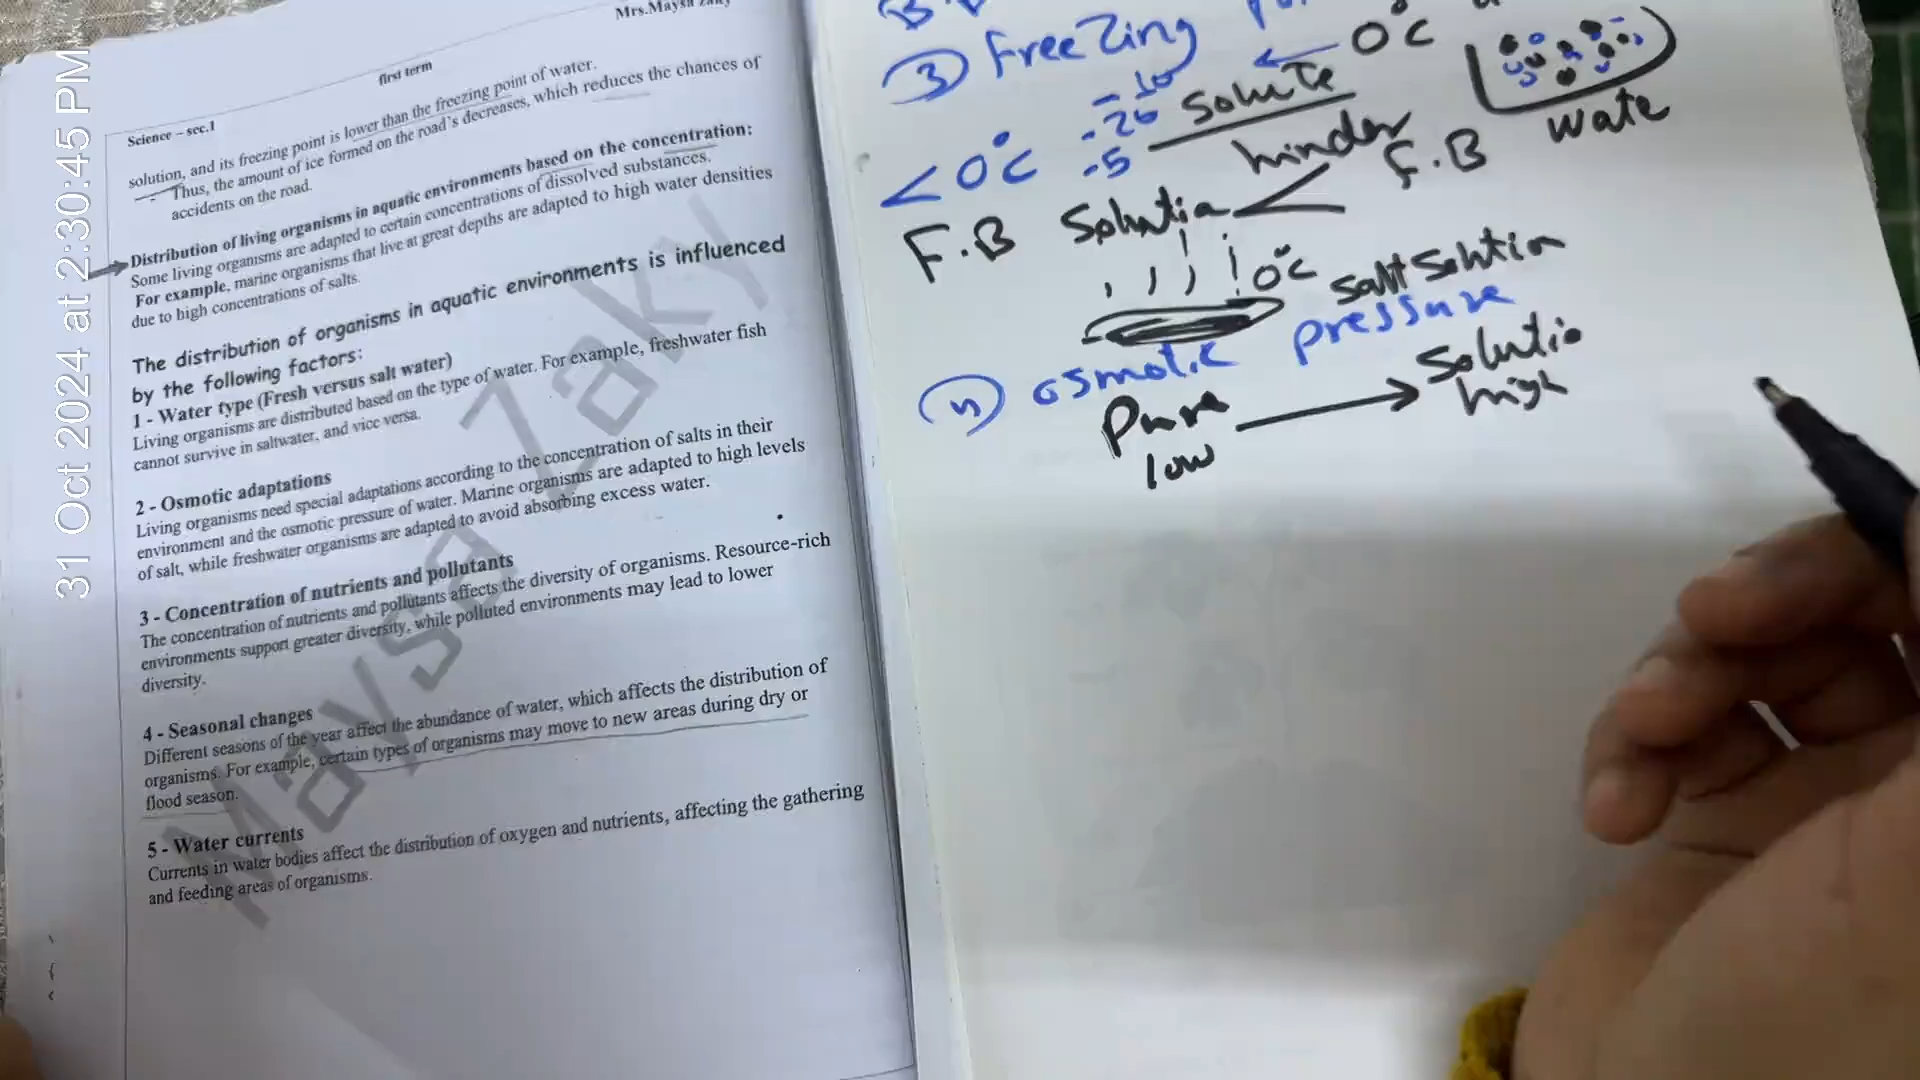 31 Oct 2024 at 2:30:45 PM
Mrs.Maysa Zaky
first term
Science – sec.1
solution, and its freezing point is lower than the freezing point of water.
Thus, the amount of ice formed on the road's decreases, which reduces the chances of
accidents on the road.
Distribution of living organisms in aquatic environments based on the concentration:
Some living organisms are adapted to certain concentrations of dissolved substances.
For example, marine organisms that live at great depths are adapted to high water densities
due to high concentrations of salts.
The distribution of organisms in aquatic environments is influenced
by the following factors:
1 - Water type (Fresh versus salt water)
Living organisms are distributed based on the type of water. For example, freshwater fish
cannot survive in saltwater, and vice versa.
2 - Osmotic adaptations
Living organisms need special adaptations according to the concentration of salts in their
environment and the osmotic pressure of water. Marine organisms are adapted to high levels
of salt, while freshwater organisms are adapted to avoid absorbing excess water.
3 - Concentration of nutrients and pollutants
The concentration of nutrients and pollutants affects the diversity of organisms. Resource-rich
environments support greater diversity, while polluted environments may lead to lower
diversity.
4 - Seasonal changes
Different seasons of the year affect the abundance of water, which affects the distribution of
organisms. For example, certain types of organisms may move to new areas during dry or
flood season.
5 - Water currents
Currents in water bodies affect the distribution of oxygen and nutrients, affecting the gathering
and feeding areas of organisms.
Maysa Zaky
3 Freezing
0°C
-10
-26
-5
< 0°C
Solute
hinder
Wate
F.B Solutio < F.B
0°C
Salt Solution
osmotic pressure
Pure → Solutio
low high